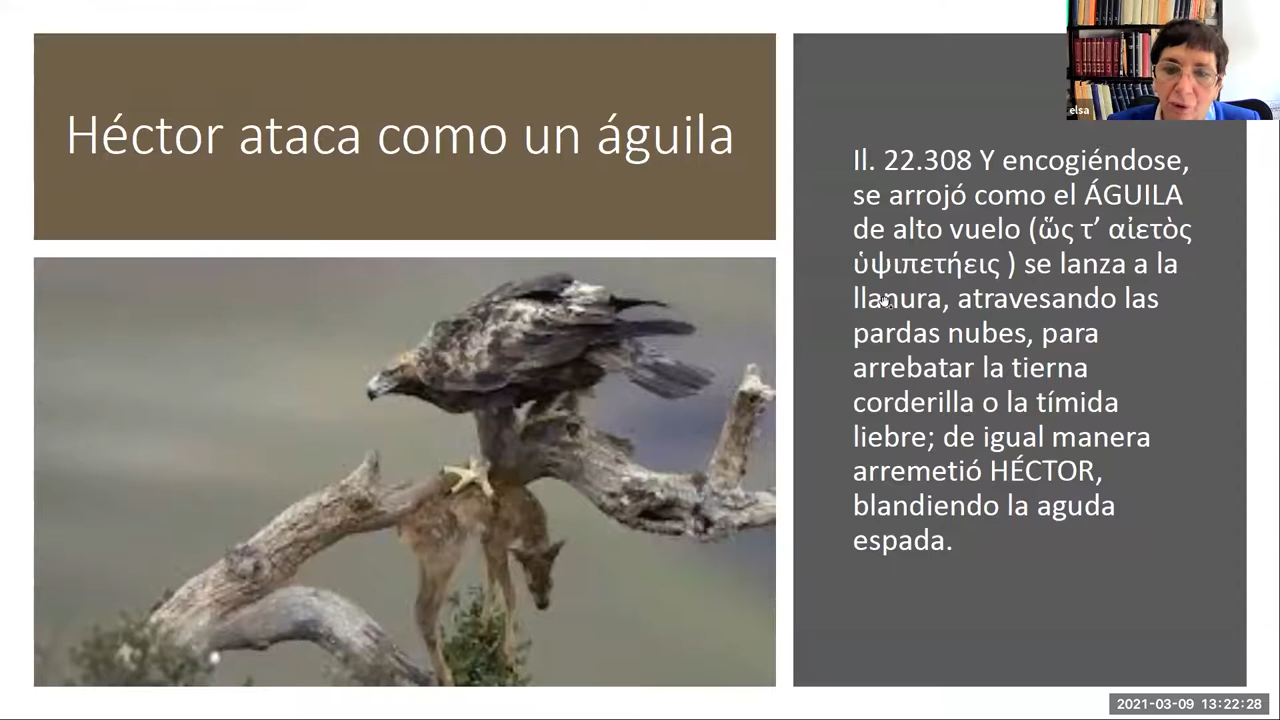 Héctor ataca como un águila
elsa
Il. 22.308 Y encogiéndose,
se arrojó como el ÁGUILA
de alto vuelo (ὥς τ’ αἰετὸς
ὑψιπετήεις ) se lanza a la
llanura, atravesando las
pardas nubes, para
arrebatar la tierna
corderilla o la tímida
liebre; de igual manera
arremetió HÉCTOR,
blandiendo la aguda
espada.
2021-03-09 13:22:28